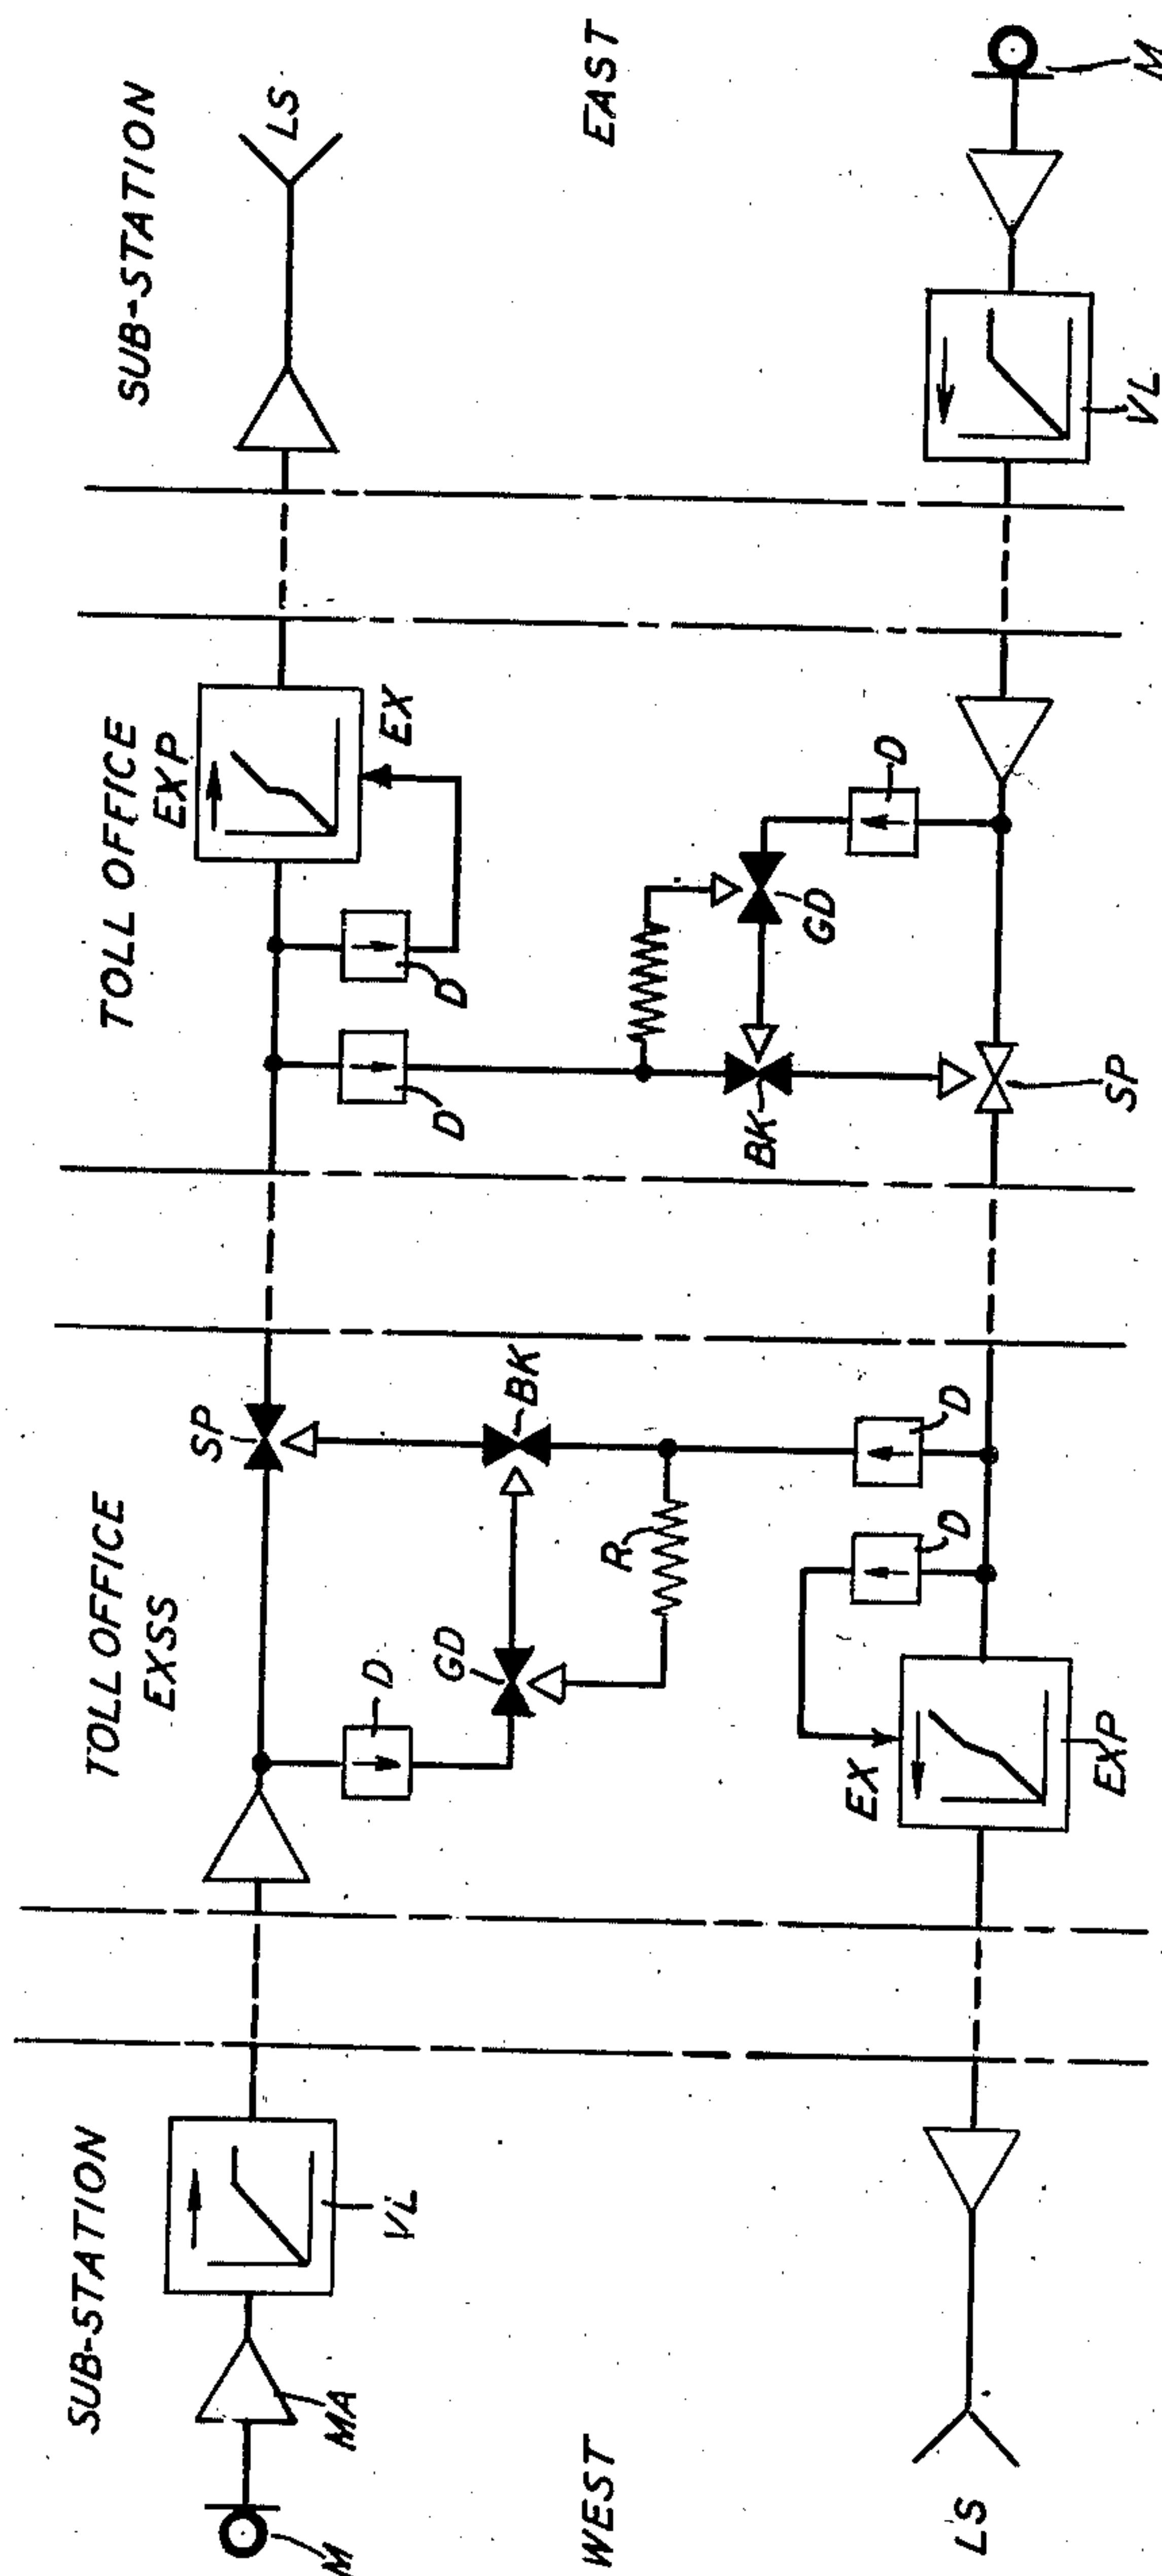 SUB-STATION
TOLL OFFICE
EXSS
TOLL OFFICE
EXP
SUB-STATION
M
MA
VL
SP
D
GD
BK
R
D
D
EX
LS
WEST
EAST
LS
EX
D
D
BK
GD
D
SP
D
EX
EXP
VL
M